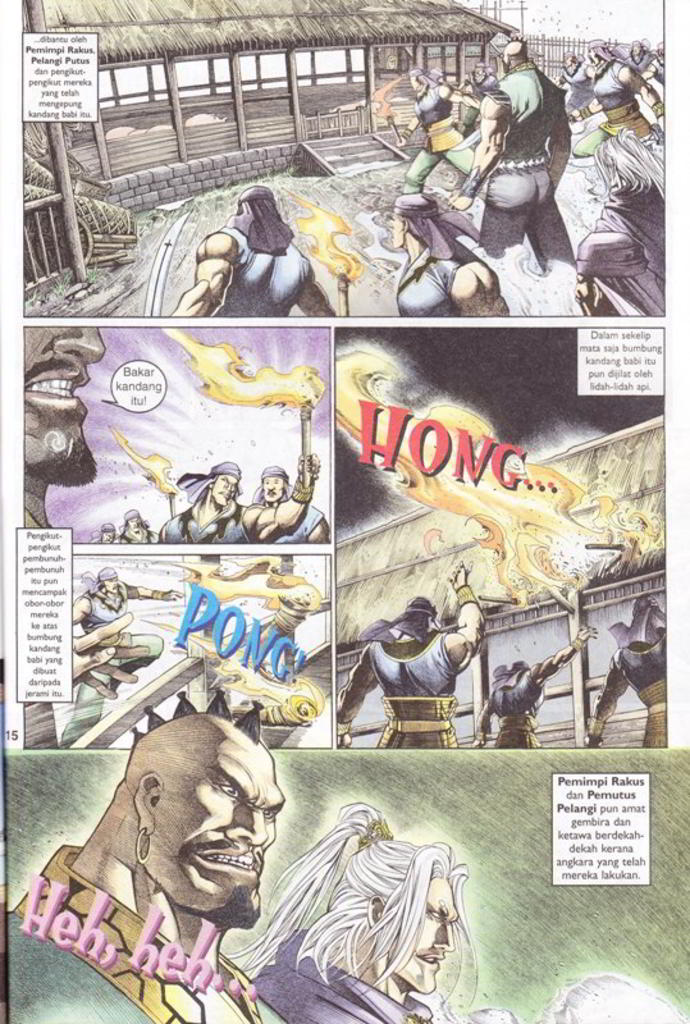 ...dibantu oleh
Pemimpi Rakus,
Pelangi Putus
dan pengikut-
pengikut mereka
yang telah
mengepung
kandang babi itu.
Bakar
kandang
itu!
Dalam sekelip
mata saja bumbung
kandang babi itu
pun dijilat oleh
lidah-lidah api.
HONG...
Pengikut-
pengikut
pembunuh-
pembunuh
itu pun
mencampak
obor-obor
mereka
ke atas
bumbung
kandang
babi yang
dibuat
daripada
jerami itu.
PONG!
15
Pemimpi Rakus
dan Pemutus
Pelangi pun amat
gembira dan
ketawa berdekah-
dekah kerana
angkara yang telah
mereka lakukan.
Heh, heh...